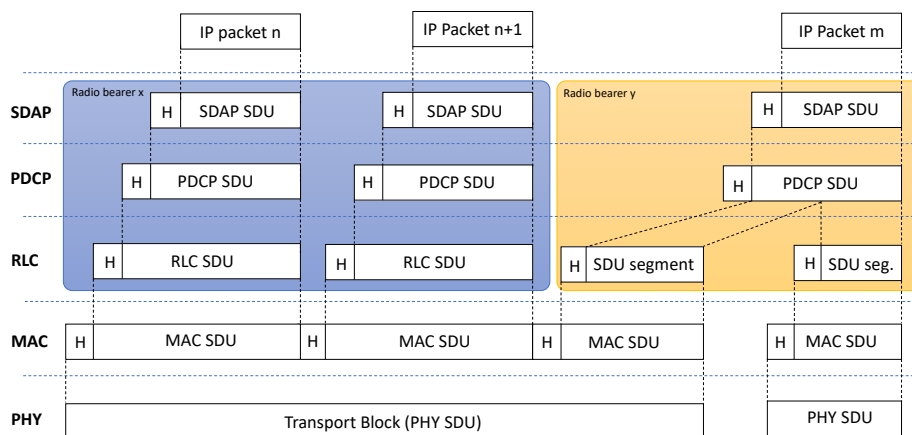 IP packet n
IP Packet n+1
IP Packet m
Radio bearer x
Radio bearer y
SDAP
H
SDAP SDU
H
SDAP SDU
H
SDAP SDU
PDCP
H
PDCP SDU
H
PDCP SDU
H
PDCP SDU
RLC
H
RLC SDU
H
RLC SDU
H
SDU segment
H
SDU seg.
MAC
H
MAC SDU
H
MAC SDU
H
MAC SDU
H
MAC SDU
PHY
Transport Block (PHY SDU)
PHY SDU